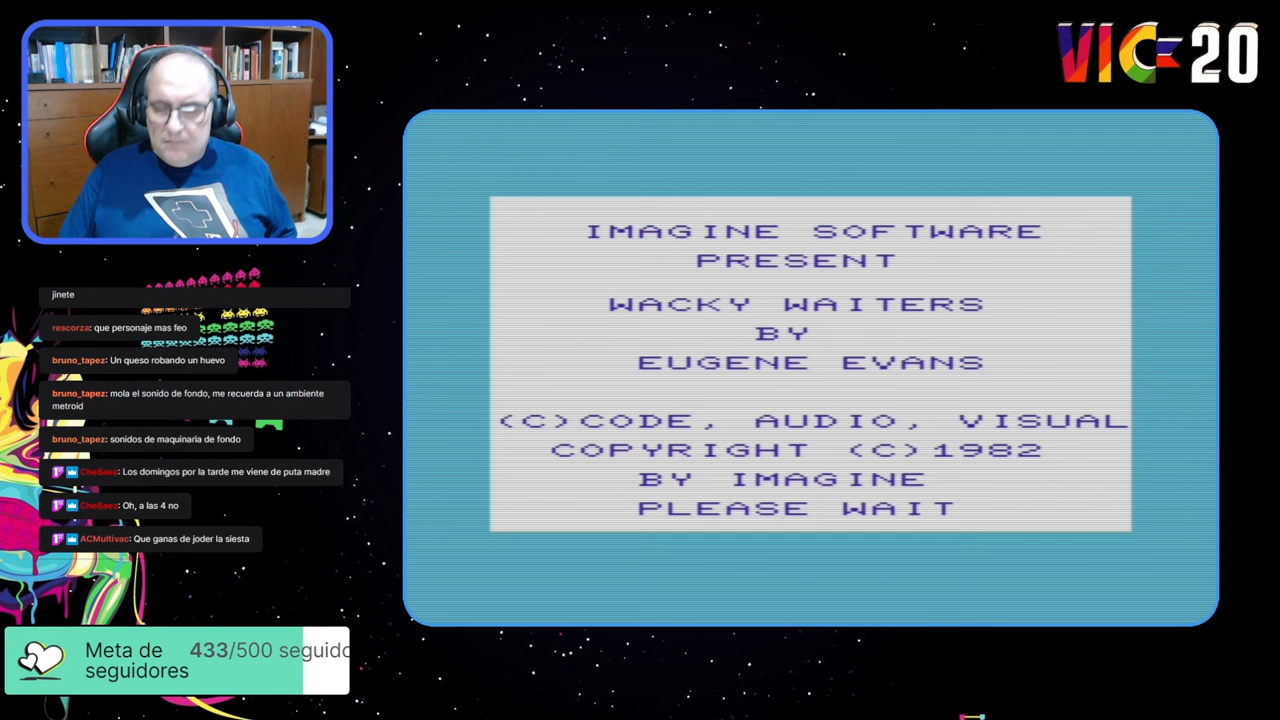 VIC 20
IMAGINE SOFTWARE
PRESENT
WACKY WAITERS
BY
EUGENE EVANS
(C)CODE, AUDIO, VISUAL
COPYRIGHT (C)1982
BY IMAGINE
PLEASE WAIT
jinete
rescorza: que personaje mas feo
bruno_tapez: Un queso robando un huevo
bruno_tapez: mola el sonido de fondo, me recuerda a un ambiente
metroid
bruno_tapez: sonidos de maquinaria de fondo
CheSaez: Los domingos por la tarde me viene de puta madre
CheSaez: Oh, a las 4 no
ACMultivac: Que ganas de joder la siesta
Meta de
seguidores
433/500 seguido